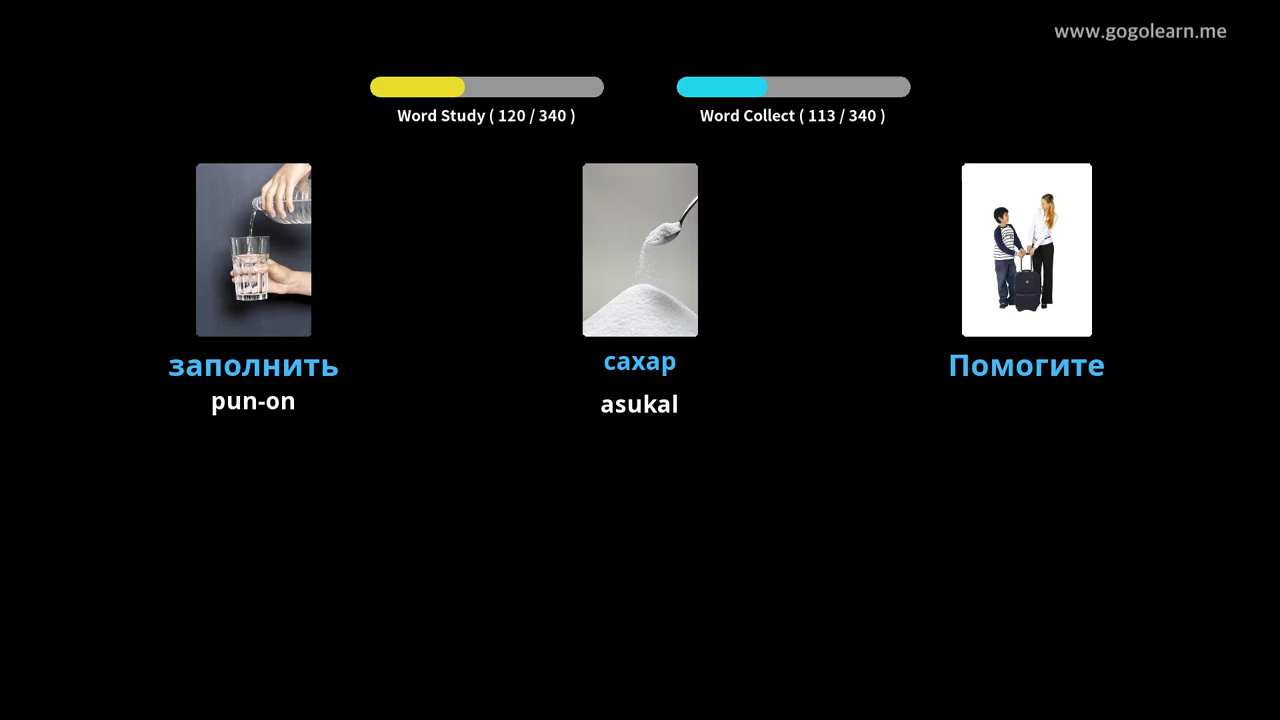 www.gogolearn.me
Word Study ( 120 / 340 )
Word Collect ( 113 / 340 )
заполнить
pun-on
сахар
asukal
Помогите